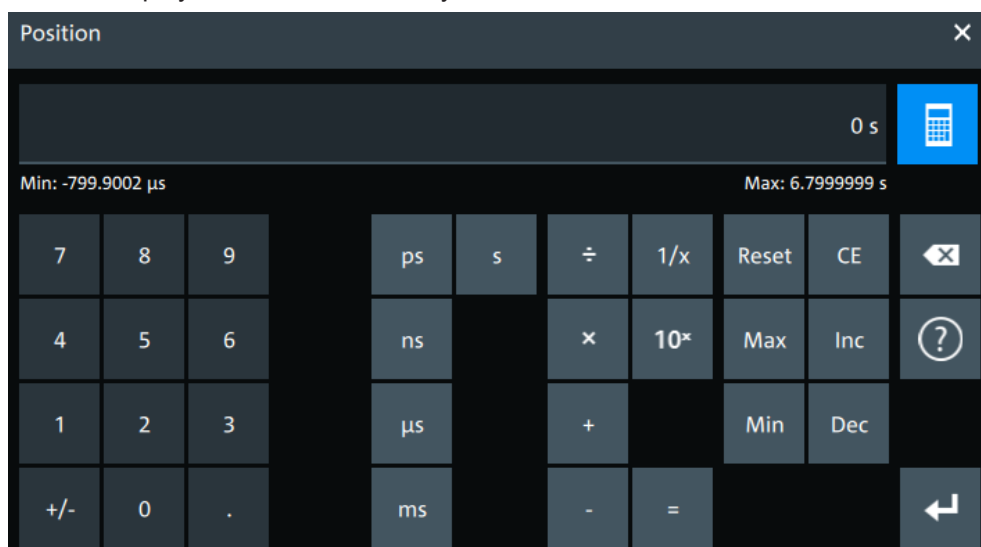 Position ×
0 s
Min: -799.9002 µs Max: 6.7999999 s
7 8 9 ps s ÷ 1/x Reset CE
4 5 6 ns × 10ˣ Max Inc ?
1 2 3 µs + Min Dec
+/- 0 . ms - =